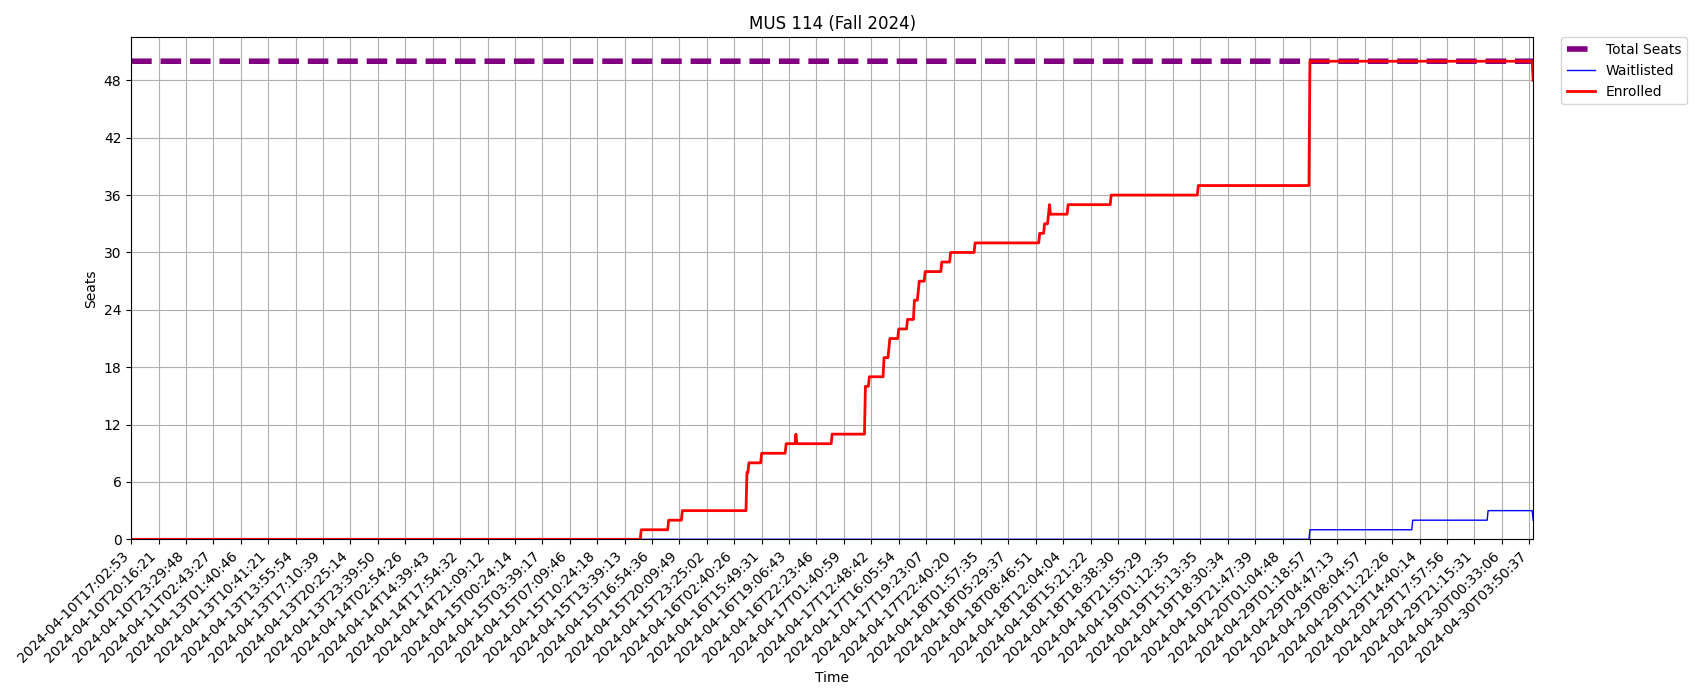 MUS 114 (Fall 2024)
Total Seats
Waitlisted
Enrolled
Seats
48
42
36
30
24
18
12
6
0
2024-04-10T17:02:53
2024-04-10T20:16:21
2024-04-10T23:29:48
2024-04-11T02:43:27
2024-04-13T01:40:46
2024-04-13T10:41:21
2024-04-13T13:55:54
2024-04-13T17:10:39
2024-04-13T20:25:14
2024-04-13T23:39:50
2024-04-14T02:54:26
2024-04-14T14:39:43
2024-04-14T17:54:32
2024-04-14T21:09:12
2024-04-15T00:24:14
2024-04-15T03:39:17
2024-04-15T07:09:46
2024-04-15T10:24:18
2024-04-15T13:39:13
2024-04-15T16:54:36
2024-04-15T20:09:49
2024-04-15T23:25:02
2024-04-16T02:40:26
2024-04-16T15:49:31
2024-04-16T19:06:43
2024-04-16T22:23:46
2024-04-17T01:40:59
2024-04-17T12:48:42
2024-04-17T16:05:54
2024-04-17T19:23:07
2024-04-17T22:40:20
2024-04-18T01:57:35
2024-04-18T05:29:37
2024-04-18T08:46:51
2024-04-18T12:04:04
2024-04-18T15:21:22
2024-04-18T18:38:30
2024-04-18T21:55:29
2024-04-19T01:12:35
2024-04-19T15:13:35
2024-04-19T18:30:34
2024-04-19T21:47:39
2024-04-20T01:04:48
2024-04-29T01:18:57
2024-04-29T04:47:13
2024-04-29T08:04:57
2024-04-29T11:22:26
2024-04-29T14:40:14
2024-04-29T17:57:56
2024-04-29T21:15:31
2024-04-30T00:33:06
2024-04-30T03:50:37
Time